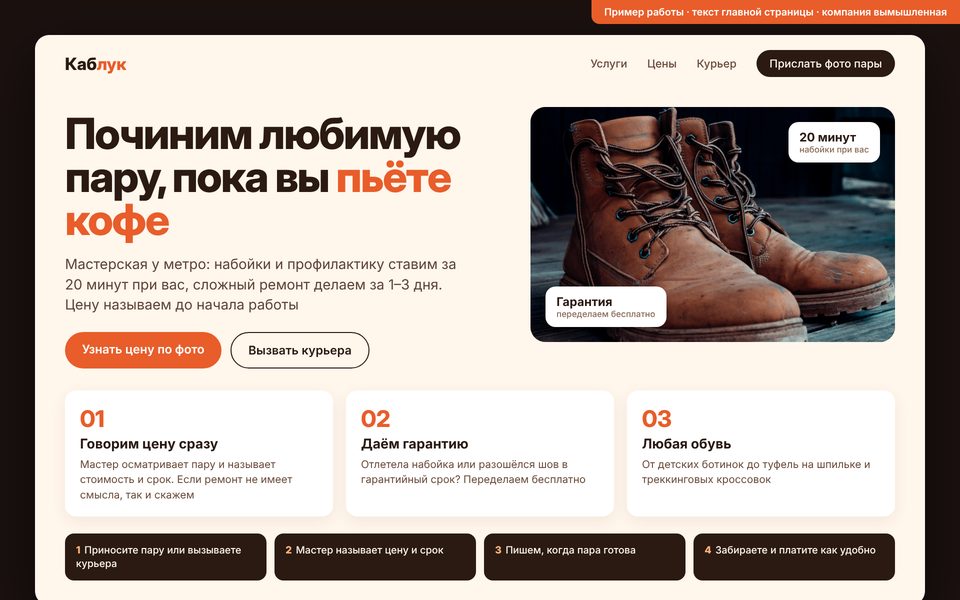 Пример работы · текст главной страницы · компания вымышленная
Каблук
Услуги
Цены
Курьер
Прислать фото пары
Починим любимую
пару, пока вы пьёте
кофе
Мастерская у метро: набойки и профилактику ставим за
20 минут при вас, сложный ремонт делаем за 1–3 дня.
Цену называем до начала работы
Узнать цену по фото
Вызвать курьера
20 минут
набойки при вас
Гарантия
переделаем бесплатно
01
Говорим цену сразу
Мастер осматривает пару и называет
стоимость и срок. Если ремонт не имеет
смысла, так и скажем
02
Даём гарантию
Отлетела набойка или разошёлся шов в
гарантийный срок? Переделаем бесплатно
03
Любая обувь
От детских ботинок до туфель на шпильке и
треккинговых кроссовок
1 Приносите пару или вызываете
курьера
2 Мастер называет цену и срок
3 Пишем, когда пара готова
4 Забираете и платите как удобно